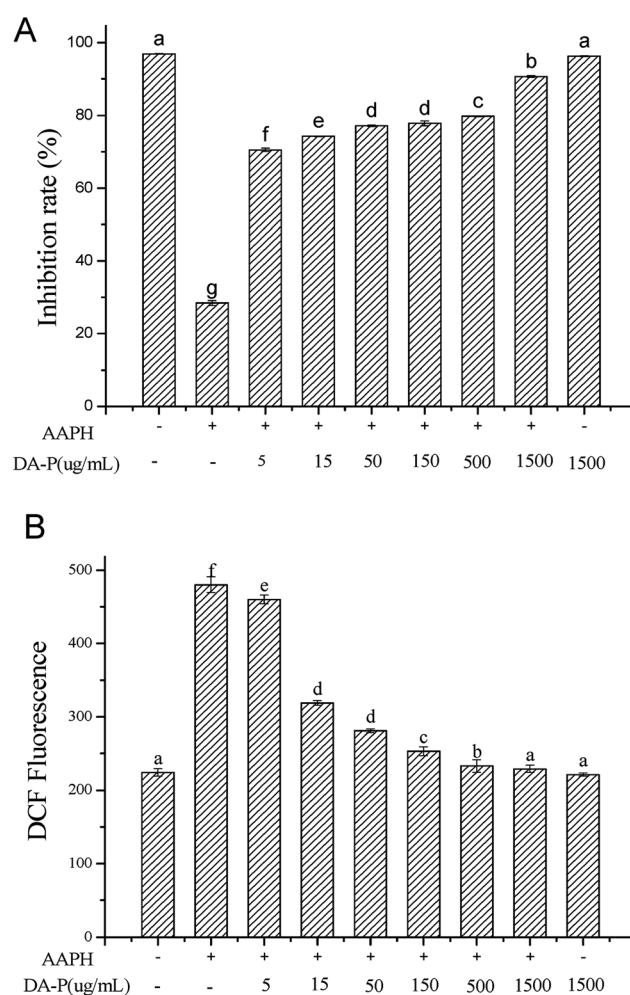 A
a
a
100
b
c
d
d
e
80
f
60
Inhibition rate (%)
40
g
20
0
AAPH - + + + + + + + -
DA-P(ug/mL) - - 5 15 50 150 500 1500 1500
B
500
f
e
400
DCF Fluorescence
d
300
d
c
b
a
a
a
200
100
0
AAPH - + + + + + + + -
DA-P(ug/mL) - - 5 15 50 150 500 1500 1500